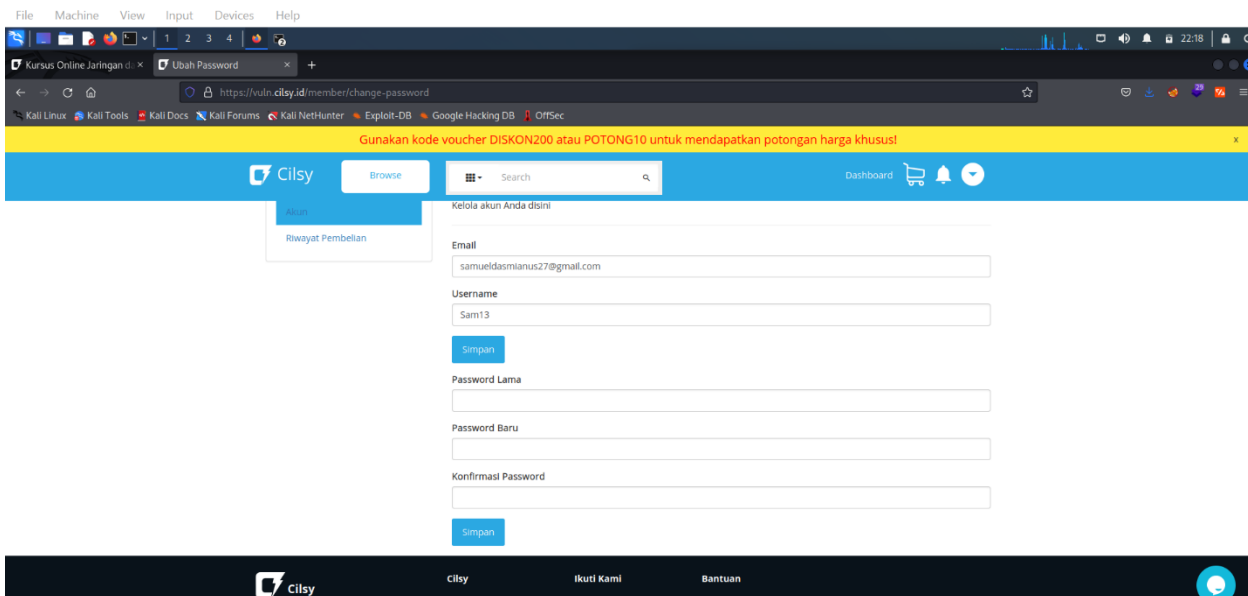 File Machine View Input Devices Help
1 2 3 4 22:18
Kursus Online Jaringan da × Ubah Password × +
https://vuln.cilsy.id/member/change-password 29
Kali Linux Kali Tools Kali Docs Kali Forums Kali NetHunter Exploit-DB Google Hacking DB OffSec
Gunakan kode voucher DISKON200 atau POTONG10 untuk mendapatkan potongan harga khusus! x
Cilsy Browse Search Dashboard
Akun
Kelola akun Anda disini
Riwayat Pembelian
Email
samueldasmianus27@gmail.com
Username
Sam13
Simpan
Password Lama
Password Baru
Konfirmasi Password
Simpan
Cilsy Cilsy Ikuti Kami Bantuan